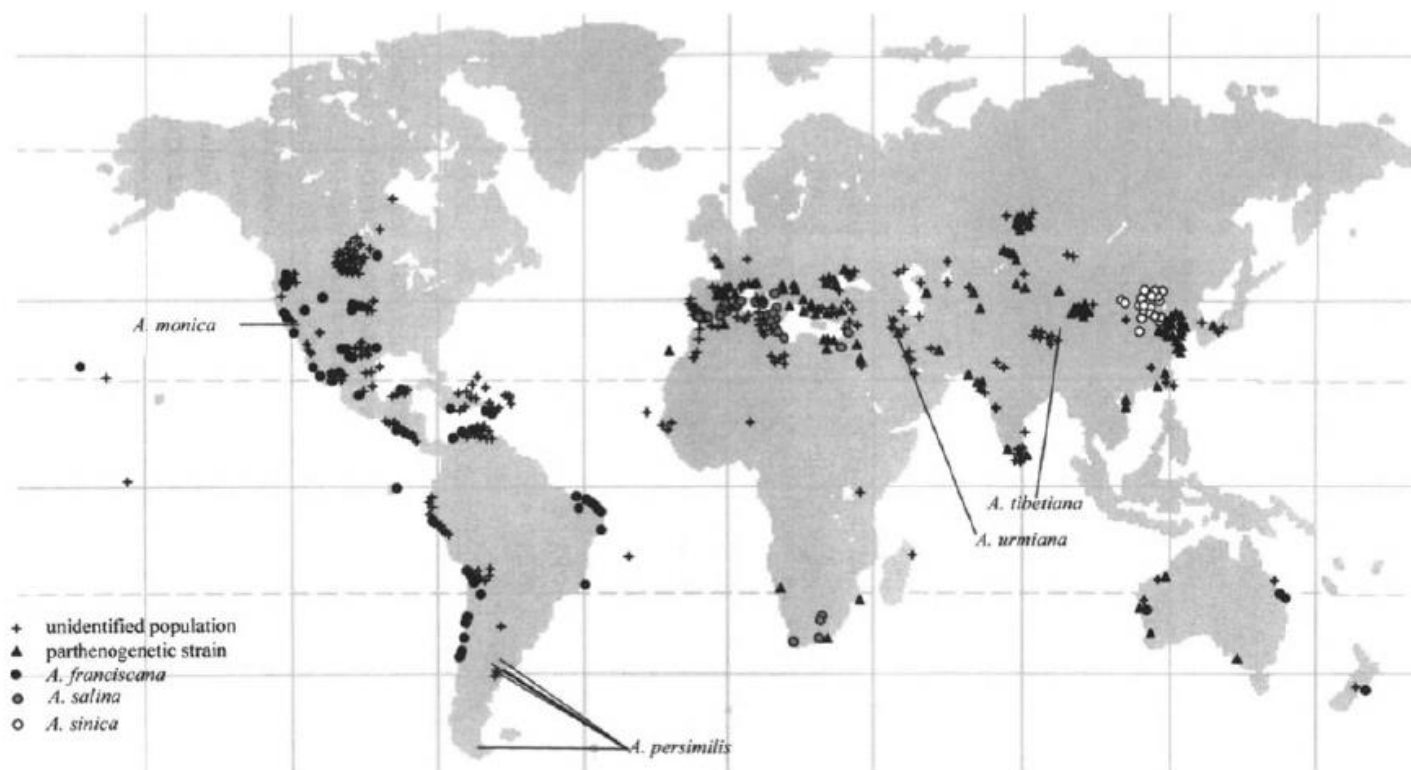 A. monica
A. tibetiana
A. urmiana
unidentified population
parthenogenetic strain
A. franciscana
A. salina
A. sinica
A. persimilis